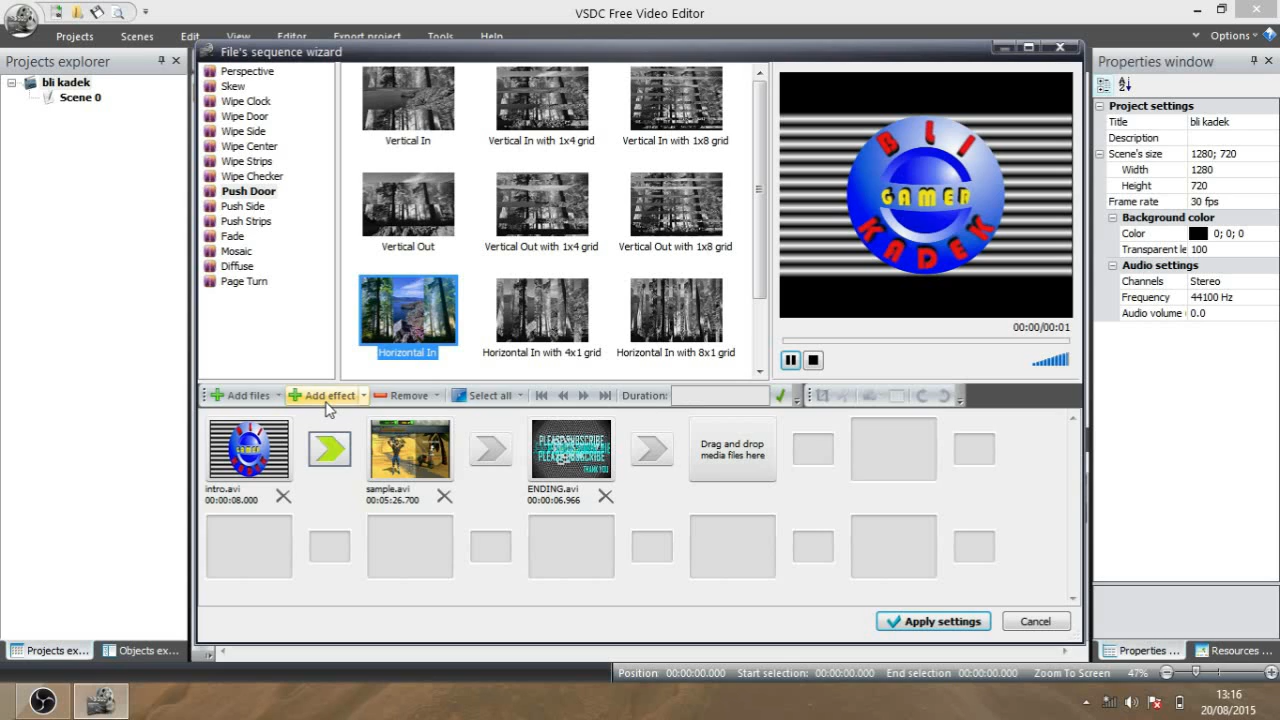 VSDC Free Video Editor
Projects
Scenes
Edit
View
Editor
Export project
Tools
Help
Options
Projects explorer
bli kadek
Scene 0
File's sequence wizard
Perspective
Skew
Wipe Clock
Wipe Door
Wipe Side
Wipe Center
Wipe Strips
Wipe Checker
Push Door
Push Side
Push Strips
Fade
Mosaic
Diffuse
Page Turn
Vertical In
Vertical In with 1x4 grid
Vertical In with 1x8 grid
Vertical Out
Vertical Out with 1x4 grid
Vertical Out with 1x8 grid
Horizontal In
Horizontal In with 4x1 grid
Horizontal In with 8x1 grid
BLI
GAMER
KADEK
00:00/00:01
Add files
Add effect
Remove
Select all
Duration:
BLI
GAMER
KADEK
PLEASE SUBSCRIBE
THANK YOU
Drag and drop
media files here
intro.avi
00:00:08.000
sample.avi
00:05:26.700
ENDING.avi
00:00:06.966
Apply settings
Cancel
Properties window
Project settings
Title bli kadek
Description
Scene's size 1280; 720
Width 1280
Height 720
Frame rate 30 fps
Background color
Color 0; 0; 0
Transparent le 100
Audio settings
Channels Stereo
Frequency 44100 Hz
Audio volume 0.0
Projects ex...
Objects ex...
Properties ...
Resources ...
Position 00:00:00.000
Start selection: 00:00:00.000
End selection 00:00:00.000
Zoom To Screen
47%
13:16
20/08/2015